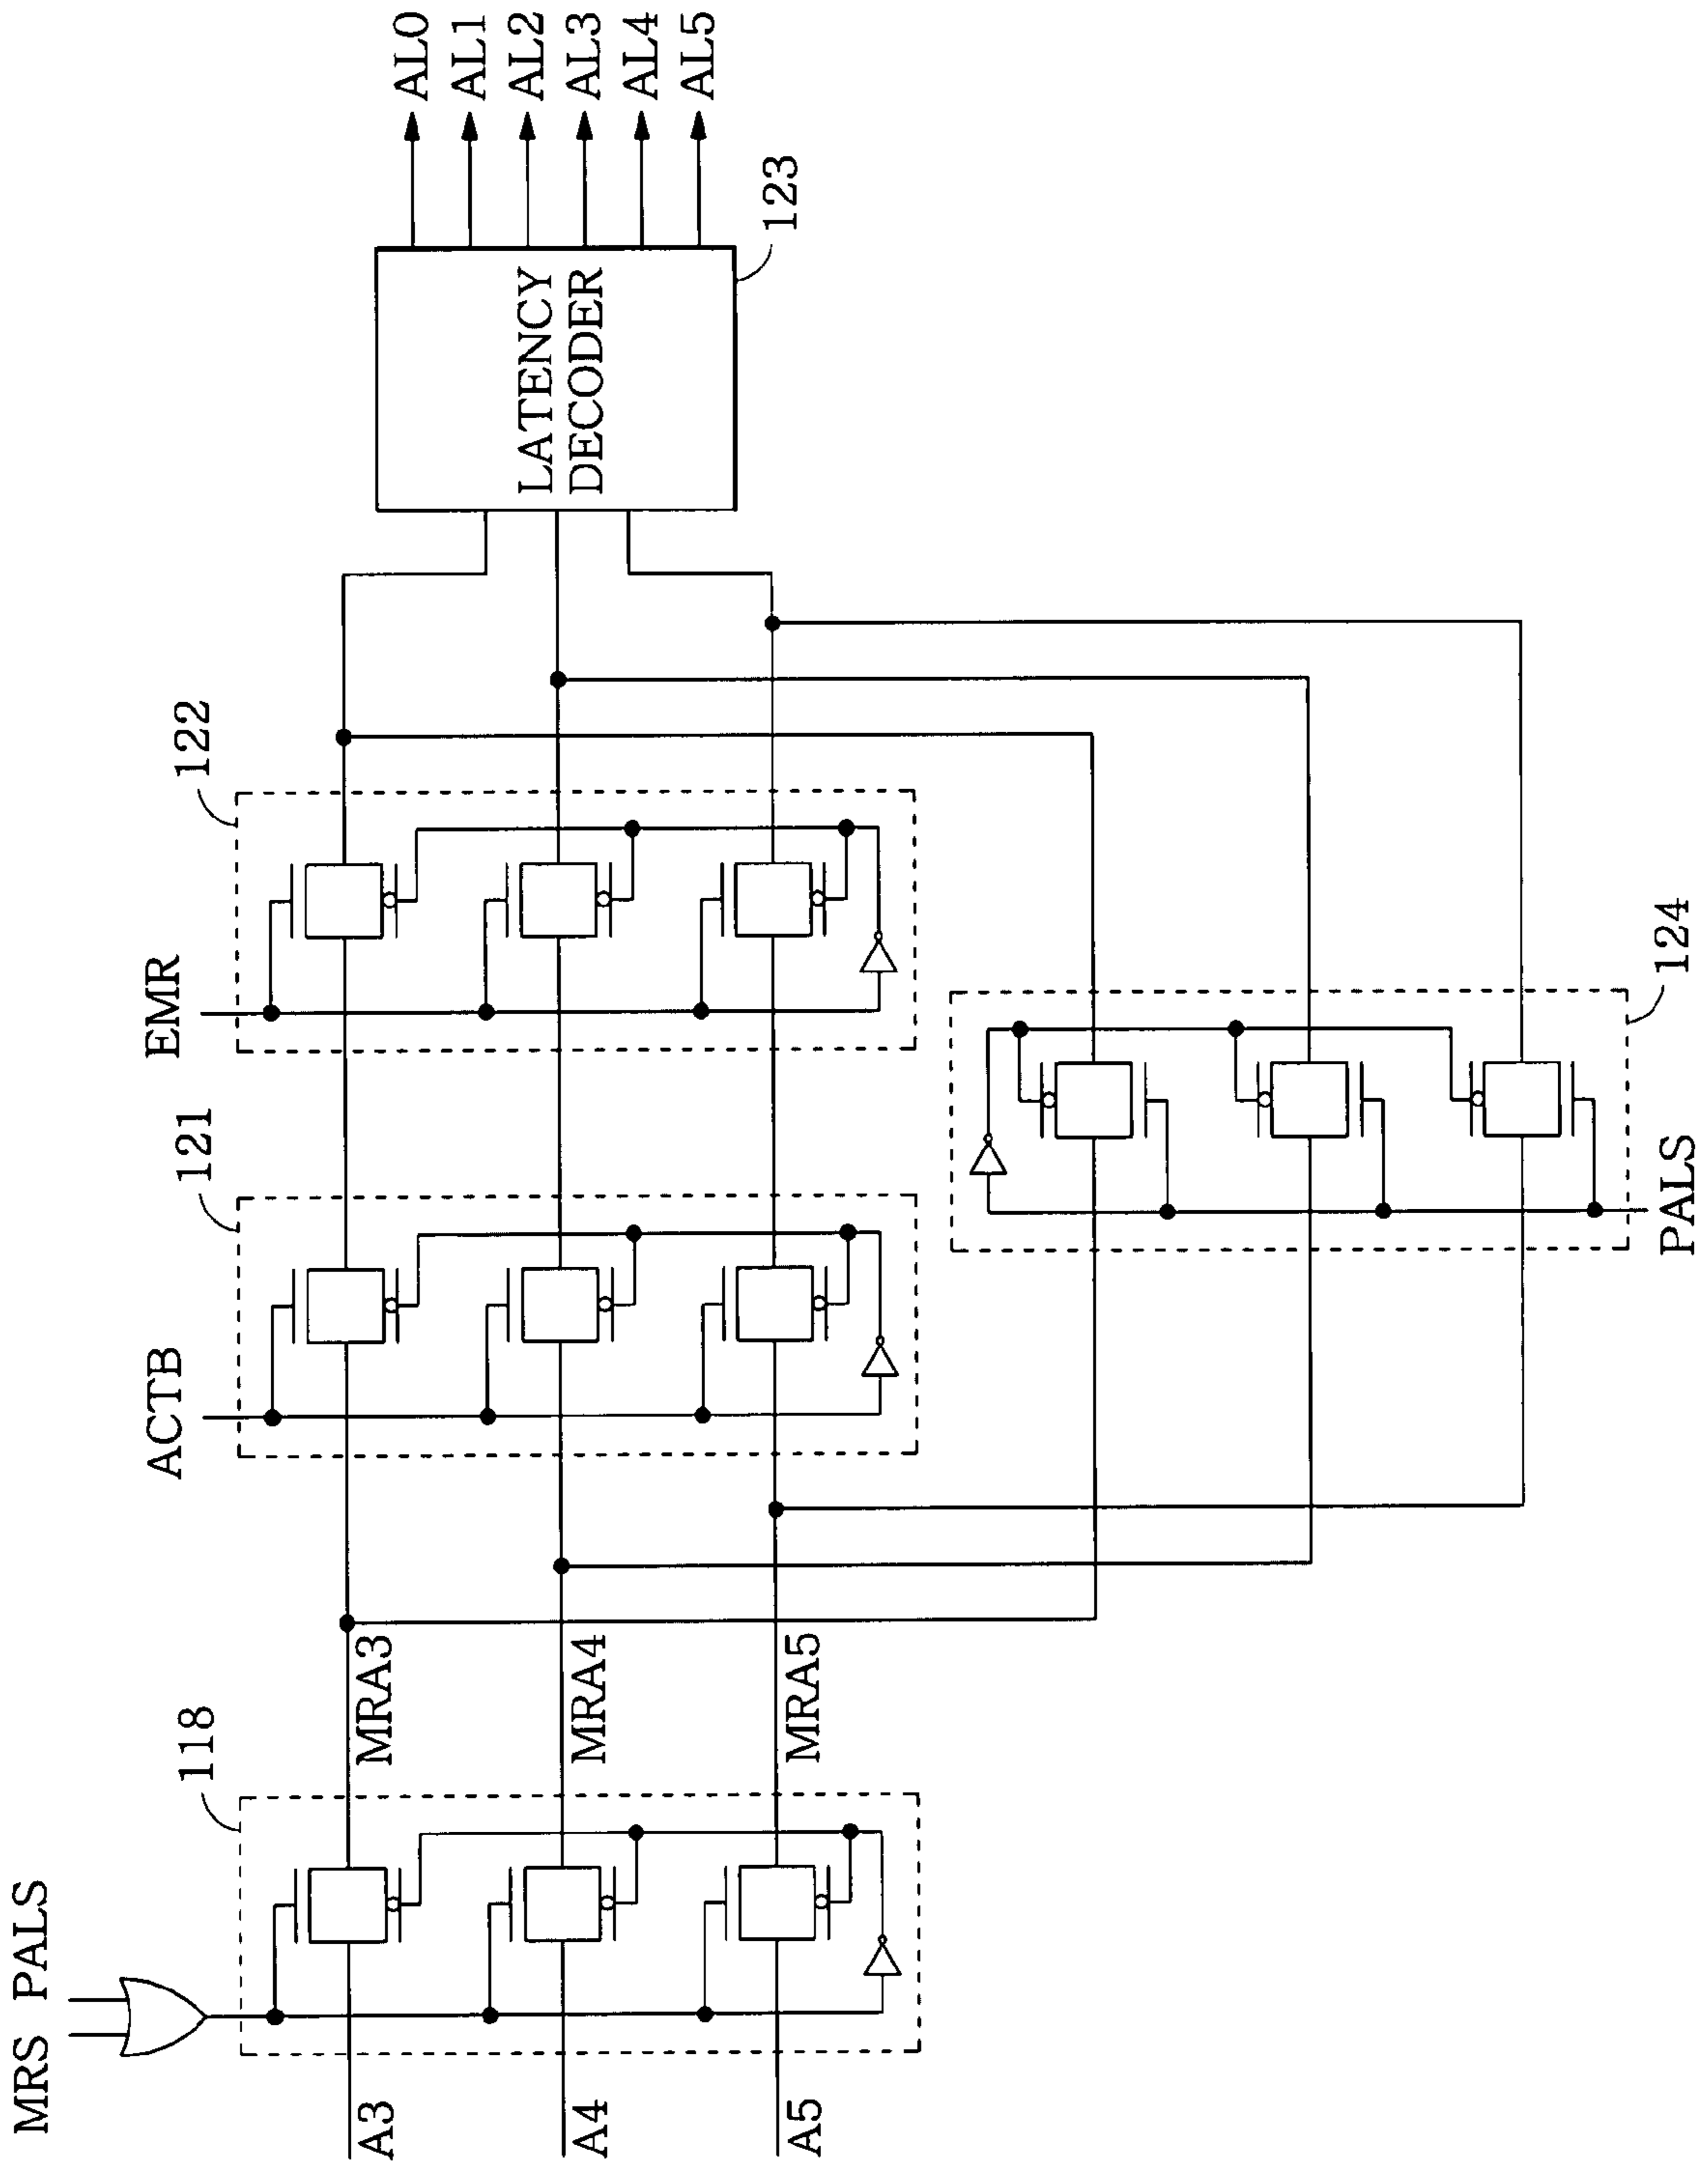 MRS PALS
118
A3
A4
A5
MRA3
MRA4
MRA5
ACTB
121
EMR
122
PALS
124
LATENCY
DECODER
123
AL0
AL1
AL2
AL3
AL4
AL5